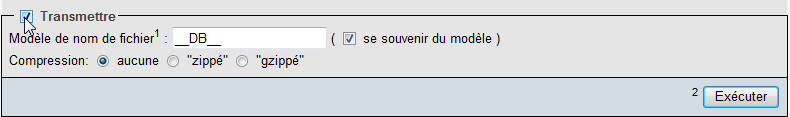 Transmettre
Modèle de nom de fichier¹ : __DB__ ( se souvenir du modèle )
Compression: aucune "zippé" "gzippé"
² Exécuter